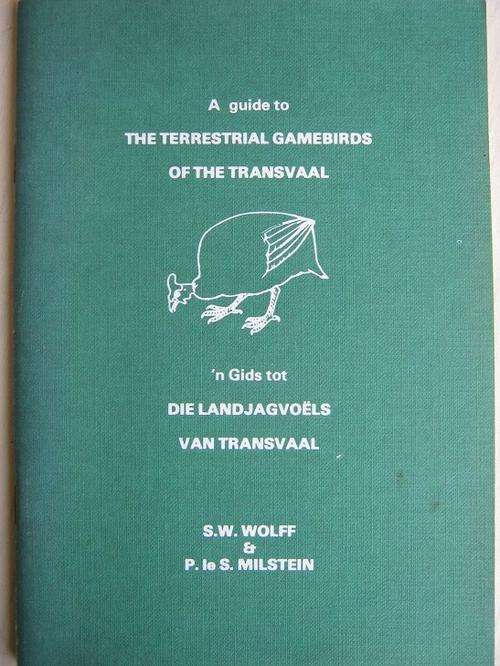 A guide to
THE TERRESTRIAL GAMEBIRDS
OF THE TRANSVAAL
'n Gids tot
DIE LANDJAGVOËLS
VAN TRANSVAAL
S.W. WOLFF
&
P. le S. MILSTEIN